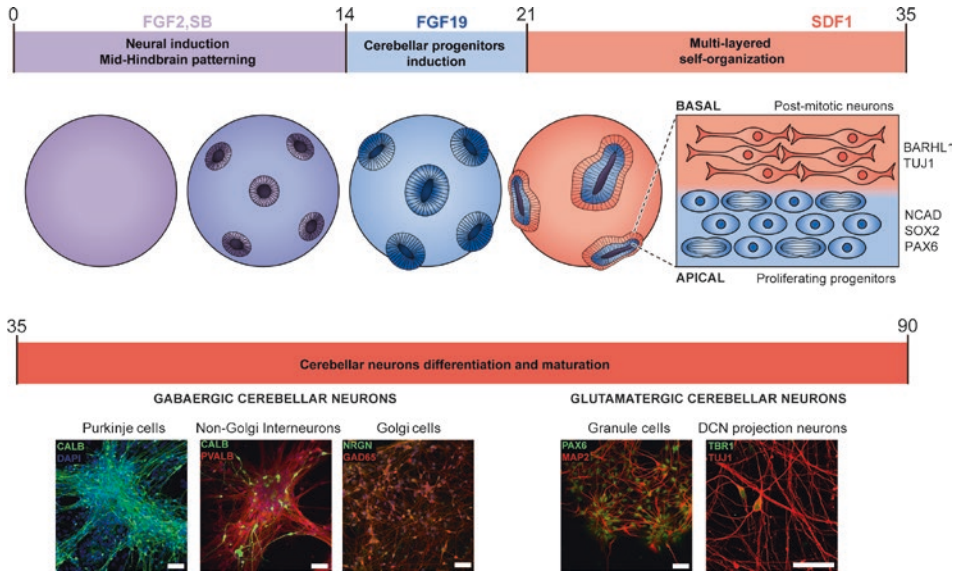 0 FGF2,SB 14 FGF19 21 SDF1 35
Neural induction
Mid-Hindbrain patterning
Cerebellar progenitors
induction
Multi-layered
self-organization
BASAL Post-mitotic neurons
BARHL1
TUJ1
NCAD
SOX2
PAX6
APICAL Proliferating progenitors
35 90
Cerebellar neurons differentiation and maturation
GABAERGIC CEREBELLAR NEURONS GLUTAMATERGIC CEREBELLAR NEURONS
Purkinje cells Non-Golgi Interneurons Golgi cells Granule cells DCN projection neurons
CALB
DAPI
CALB
PVALB
NRGN
GAD65
PAX6
MAP2
TBR1
TUJ1